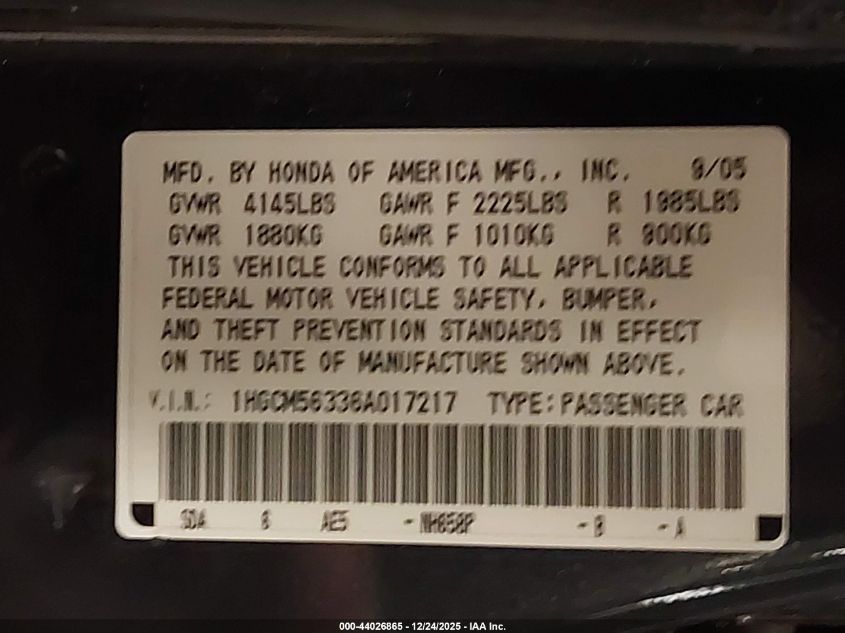 MFD. BY HONDA OF AMERICA MFG., INC. 9/05
GVWR 4145LBS GAWR F 2225LBS R 1985LBS
GVWR 1880KG GAWR F 1010KG R 900KG
THIS VEHICLE CONFORMS TO ALL APPLICABLE
FEDERAL MOTOR VEHICLE SAFETY, BUMPER,
AND THEFT PREVENTION STANDARDS IN EFFECT
ON THE DATE OF MANUFACTURE SHOWN ABOVE.
V.I.N.: 1HGCM56336A017217 TYPE:PASSENGER CAR
SDA 6 AE5 -NH658P -B -A
000-44026865 - 12/24/2025 - IAA Inc.